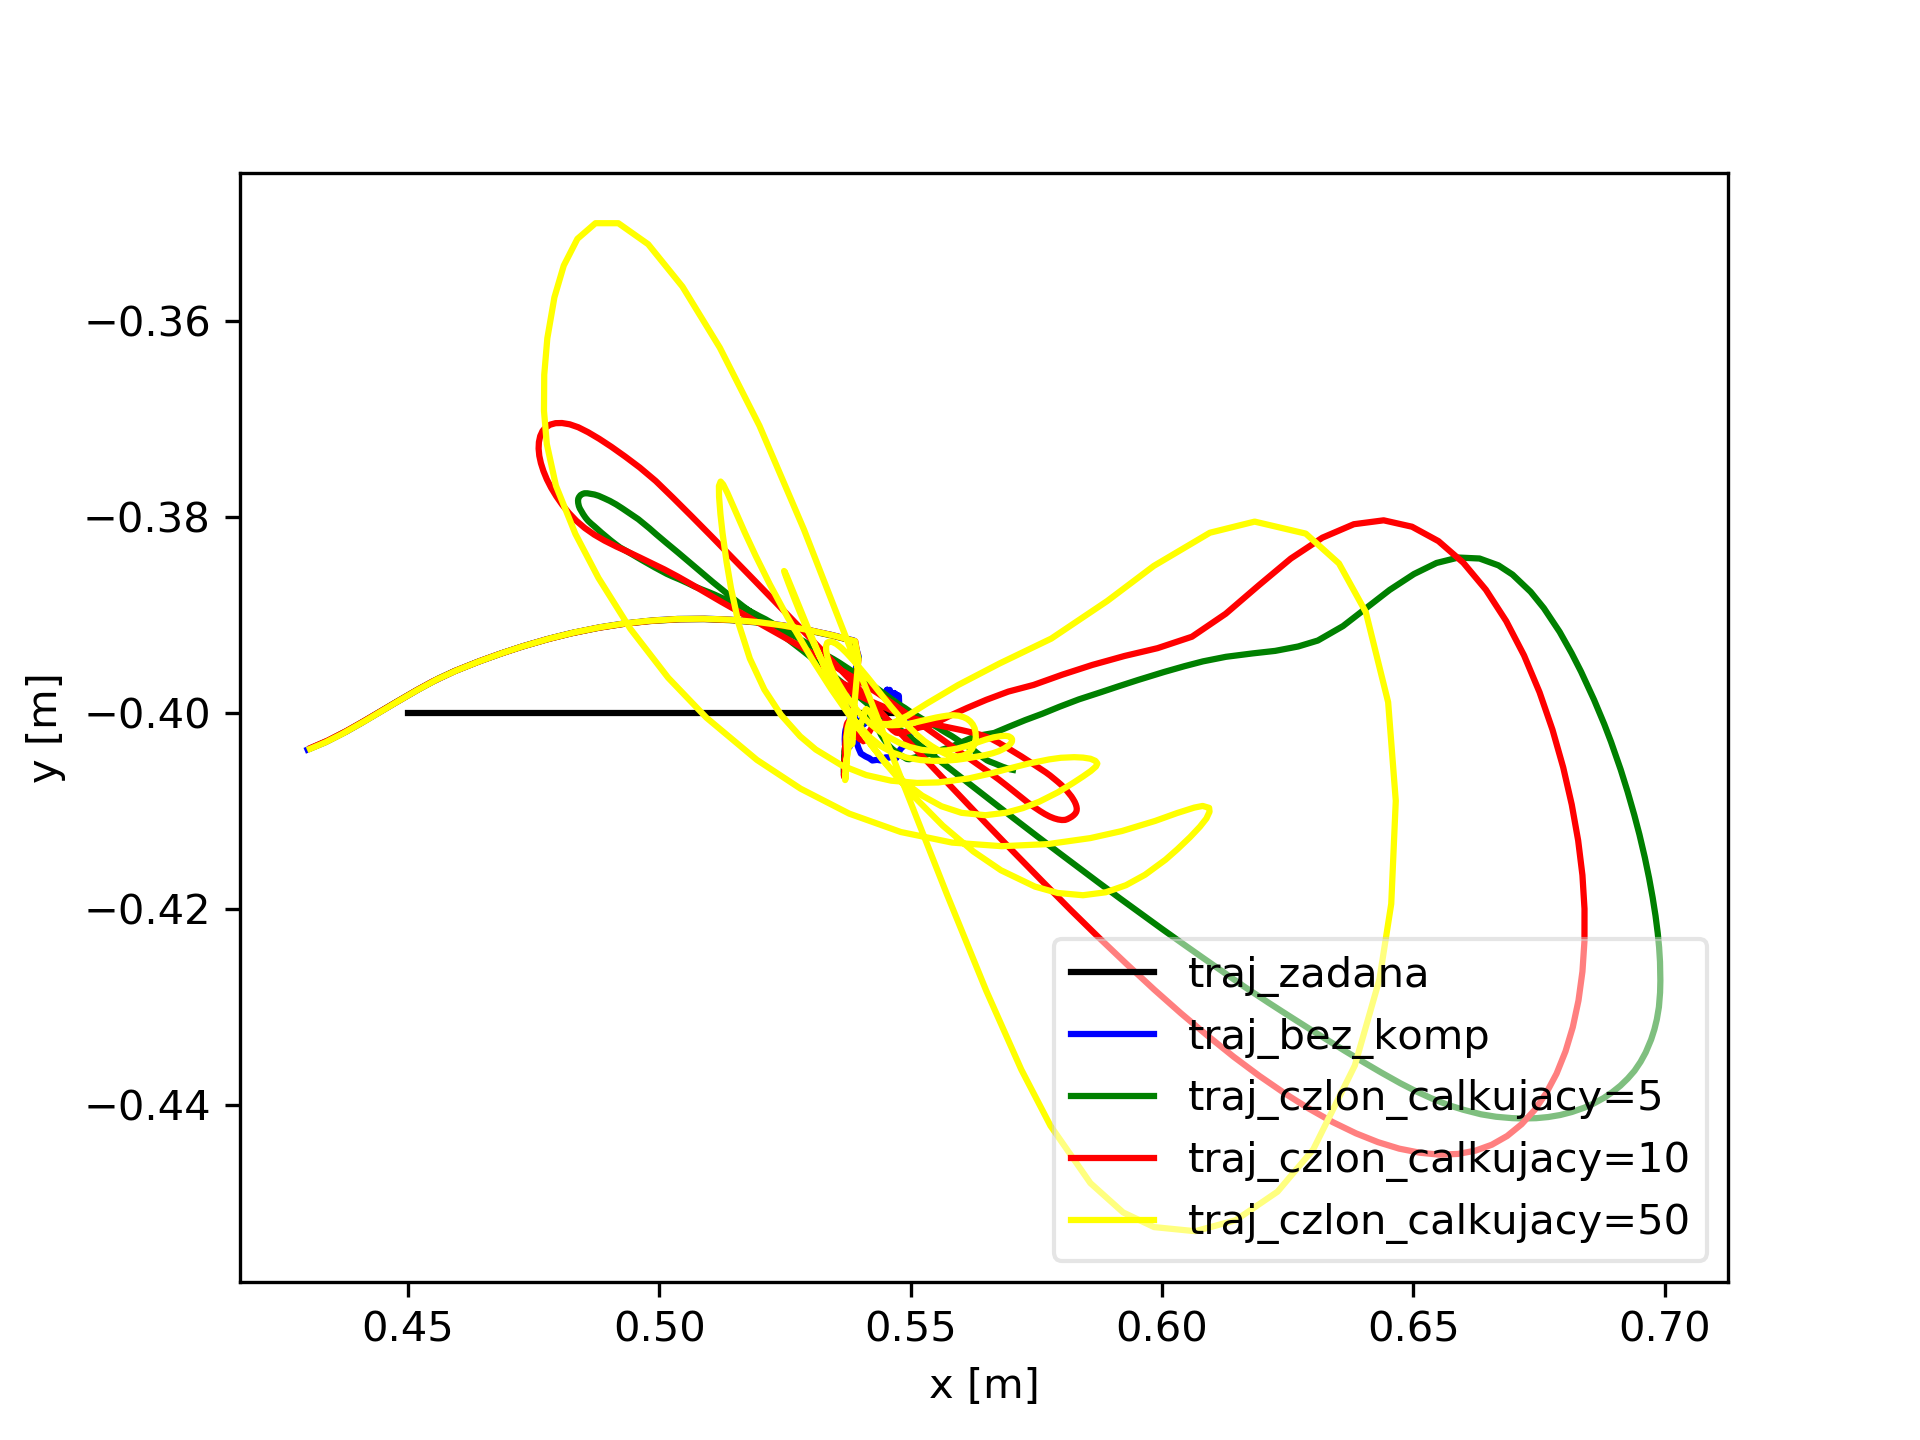 −0.36
−0.38
−0.40
−0.42
−0.44
y [m]
0.45 0.50 0.55 0.60 0.65 0.70
x [m]
traj_zadana
traj_bez_komp
traj_czlon_calkujacy=5
traj_czlon_calkujacy=10
traj_czlon_calkujacy=50